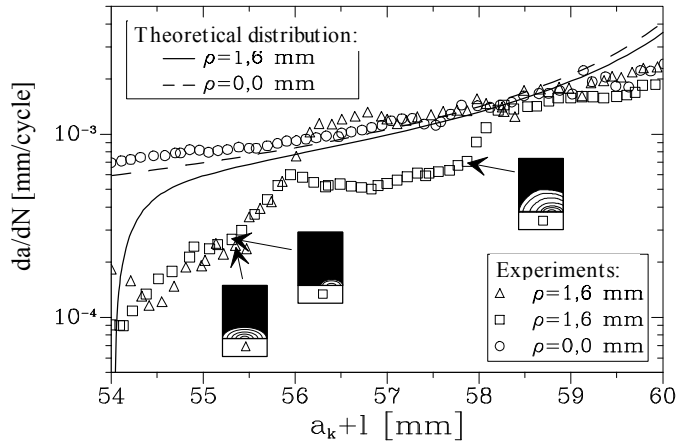 Theoretical distribution:
ρ=1,6 mm
ρ=0,0 mm
da/dN [mm/cycle]
10⁻³
10⁻⁴
Experiments:
△ ρ=1,6 mm
□ ρ=1,6 mm
○ ρ=0,0 mm
54 55 56 57 58 59 60
aₖ+l [mm]